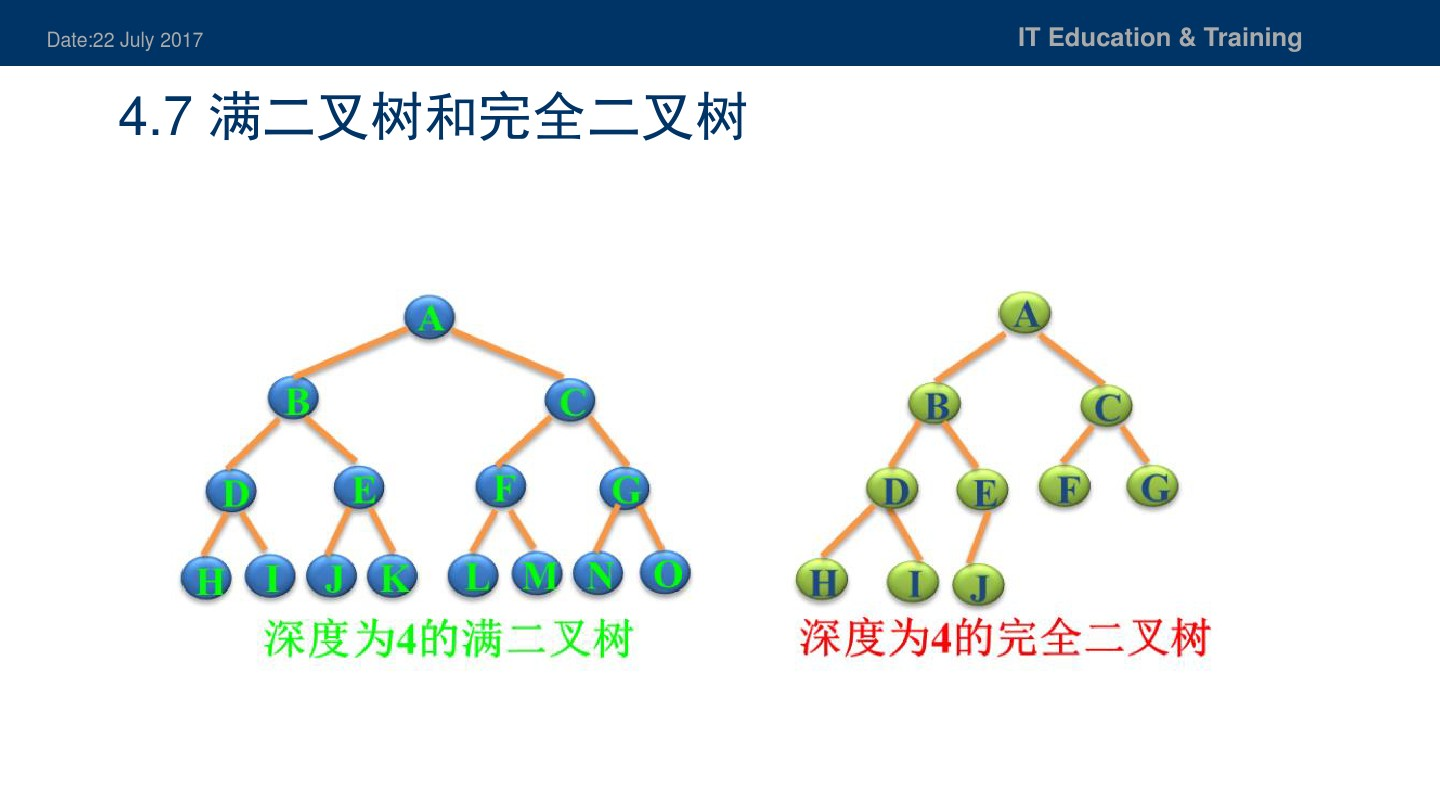 Date:22 July 2017
IT Education & Training
4.7 满二叉树和完全二叉树
A
B C
D E F G
H I J K L M N O
深度为4的满二叉树
A
B C
D E F G
H I J
深度为4的完全二叉树